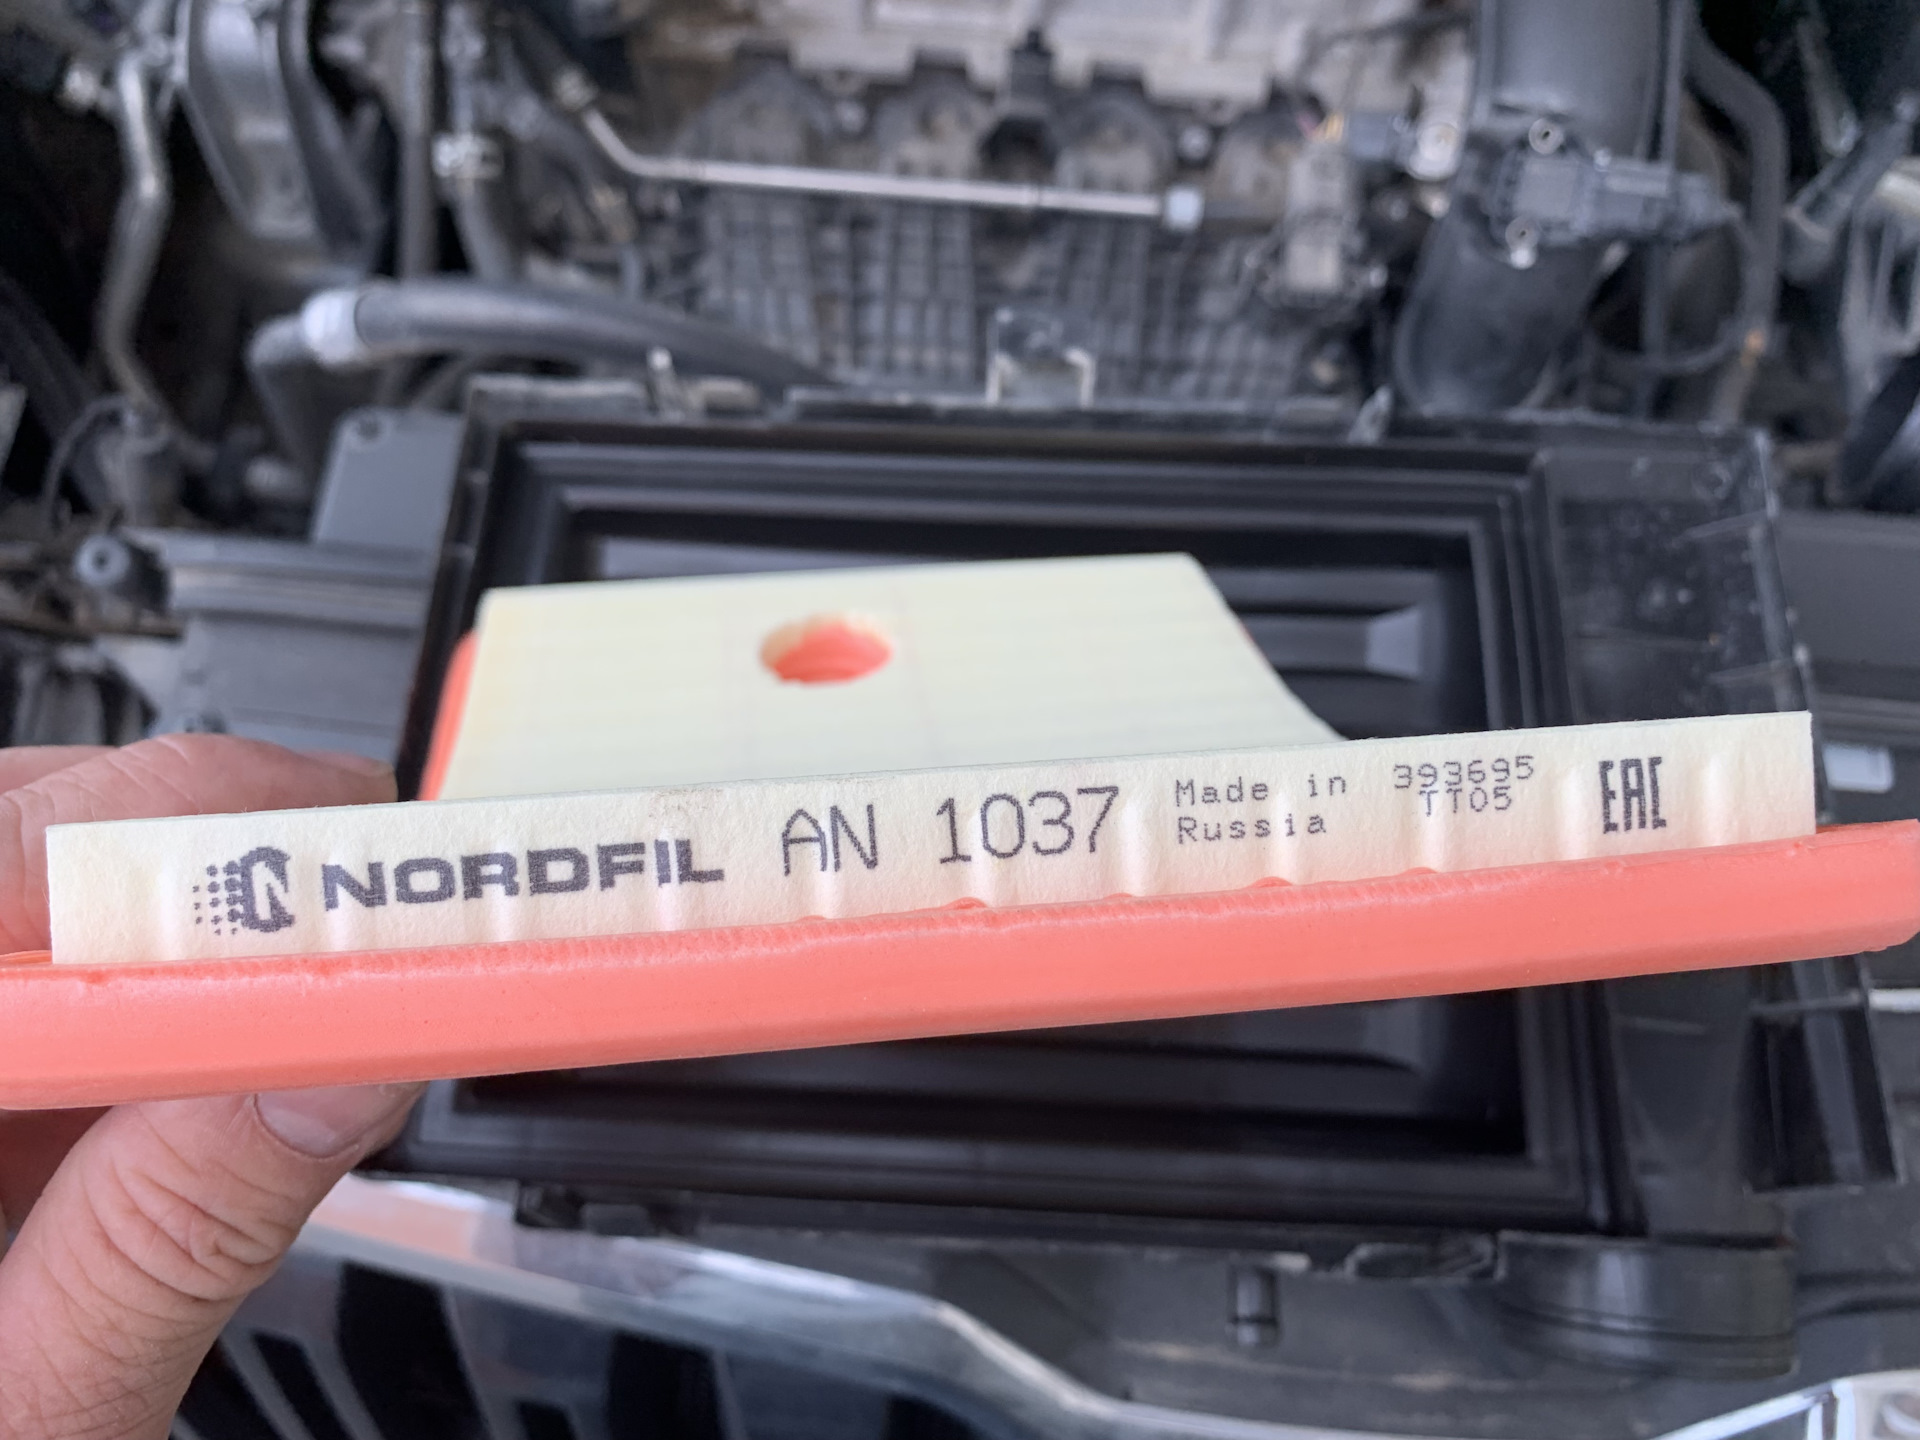 NORDFIL AN 1037
Made in
Russia
393695
TT05
EAC